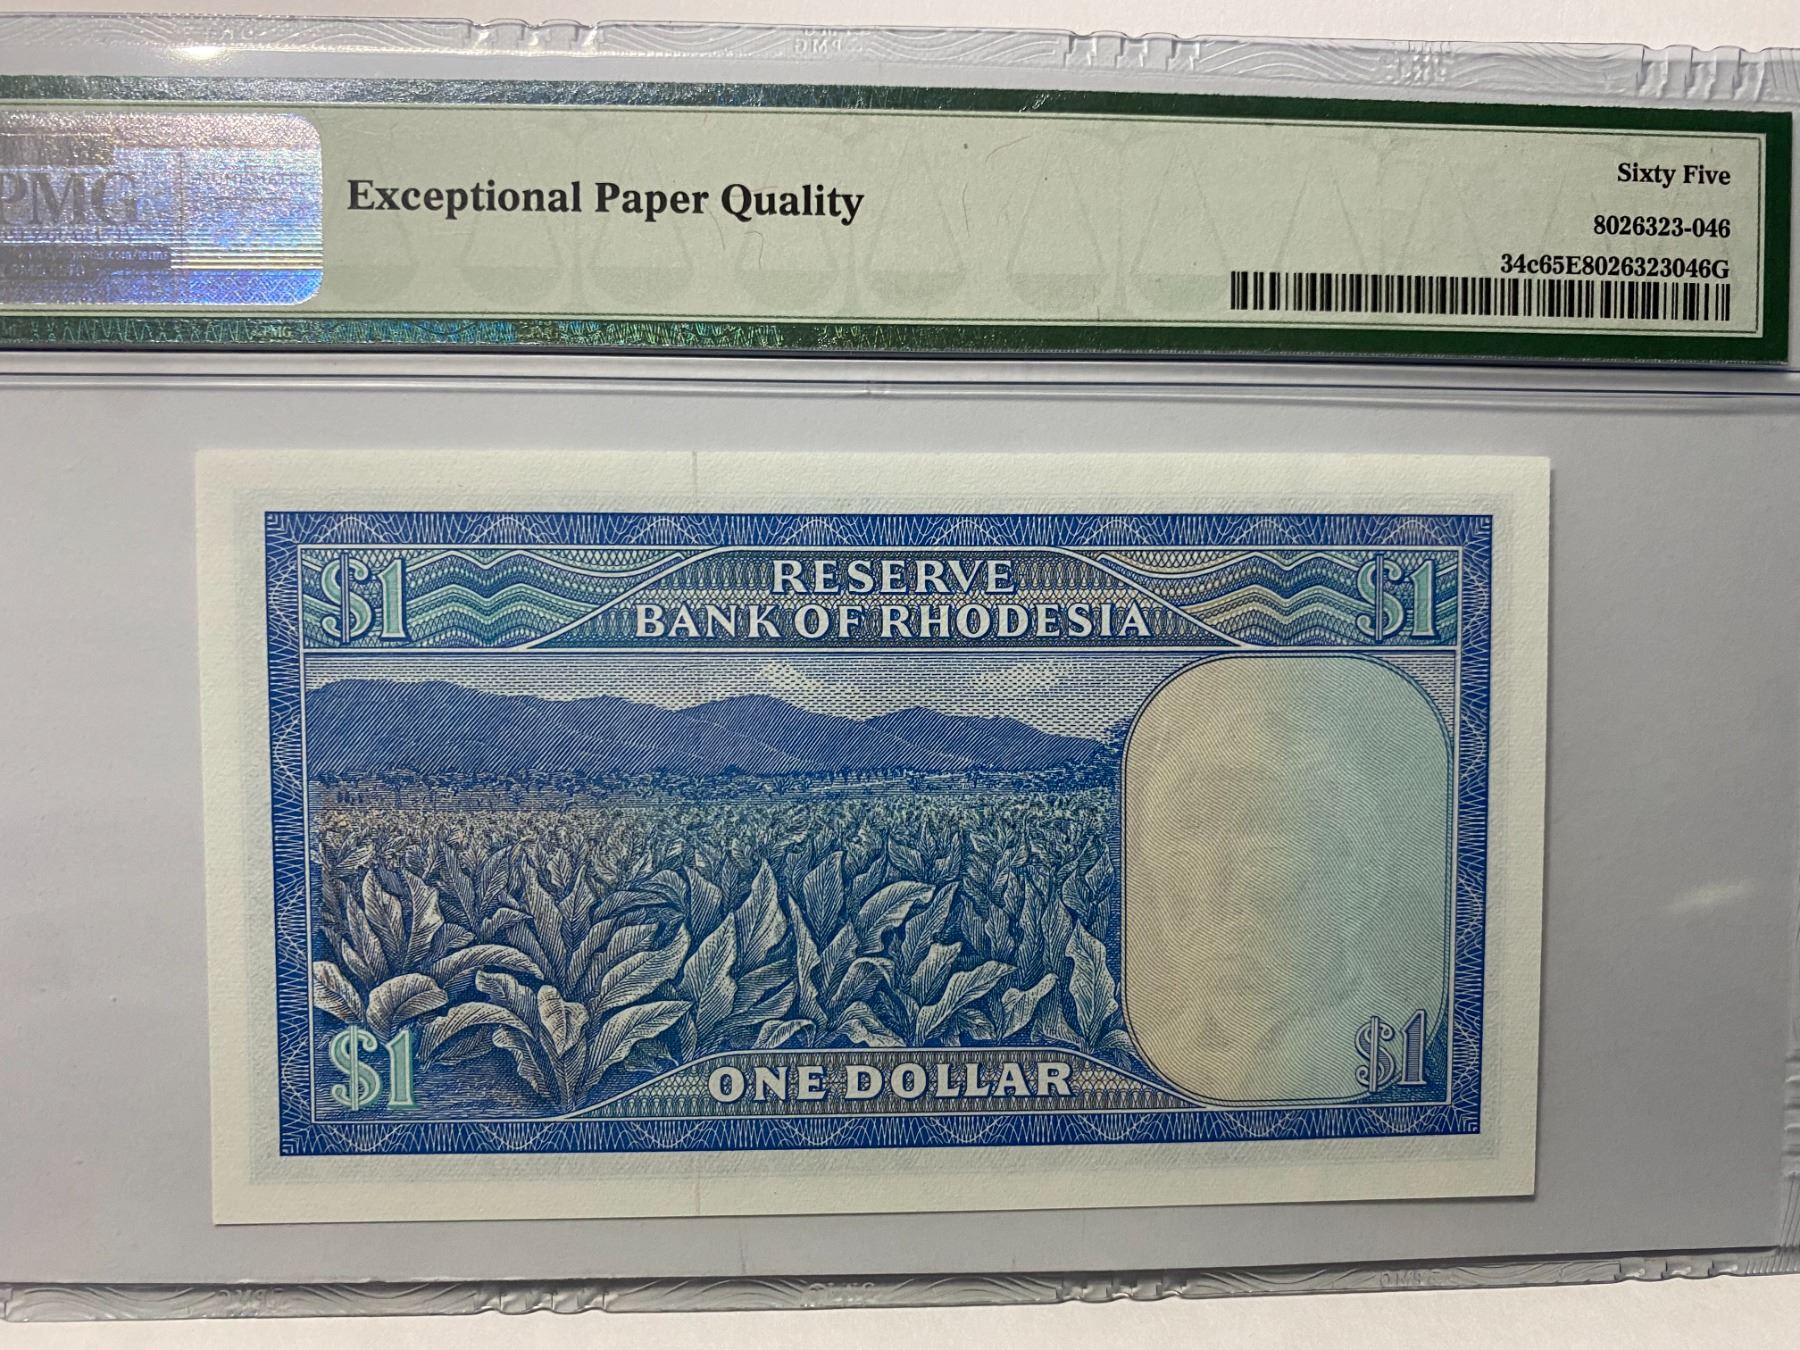 PMG
Exceptional Paper Quality
Sixty Five
8026323-046
34c65E8026323046G
$1
RESERVE
$1
BANK OF RHODESIA
$1
ONE DOLLAR
$1